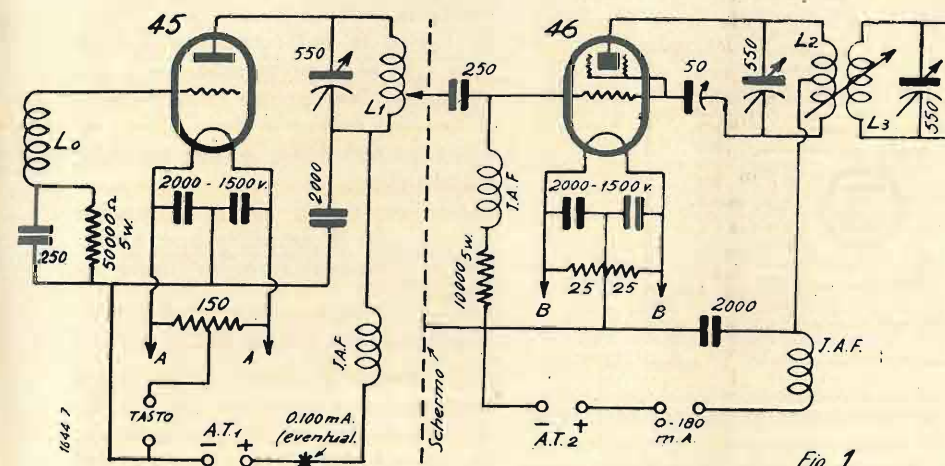 45
46
550
L1
250
50
550
L2
L3
550
Lo
2000-1500 v.
2000
J.A.F.
2000-1500 v.
250
50000 Ω
5 w.
10000 5 w.
25 25
150
B B
2000
A A
J.A.F.
J.A.F.
Schermo
TASTO
0.100 mA.
(eventual.
- A.T.1 +
- A.T.2 +
0-180
m.A.
1644 7
Fig. 1